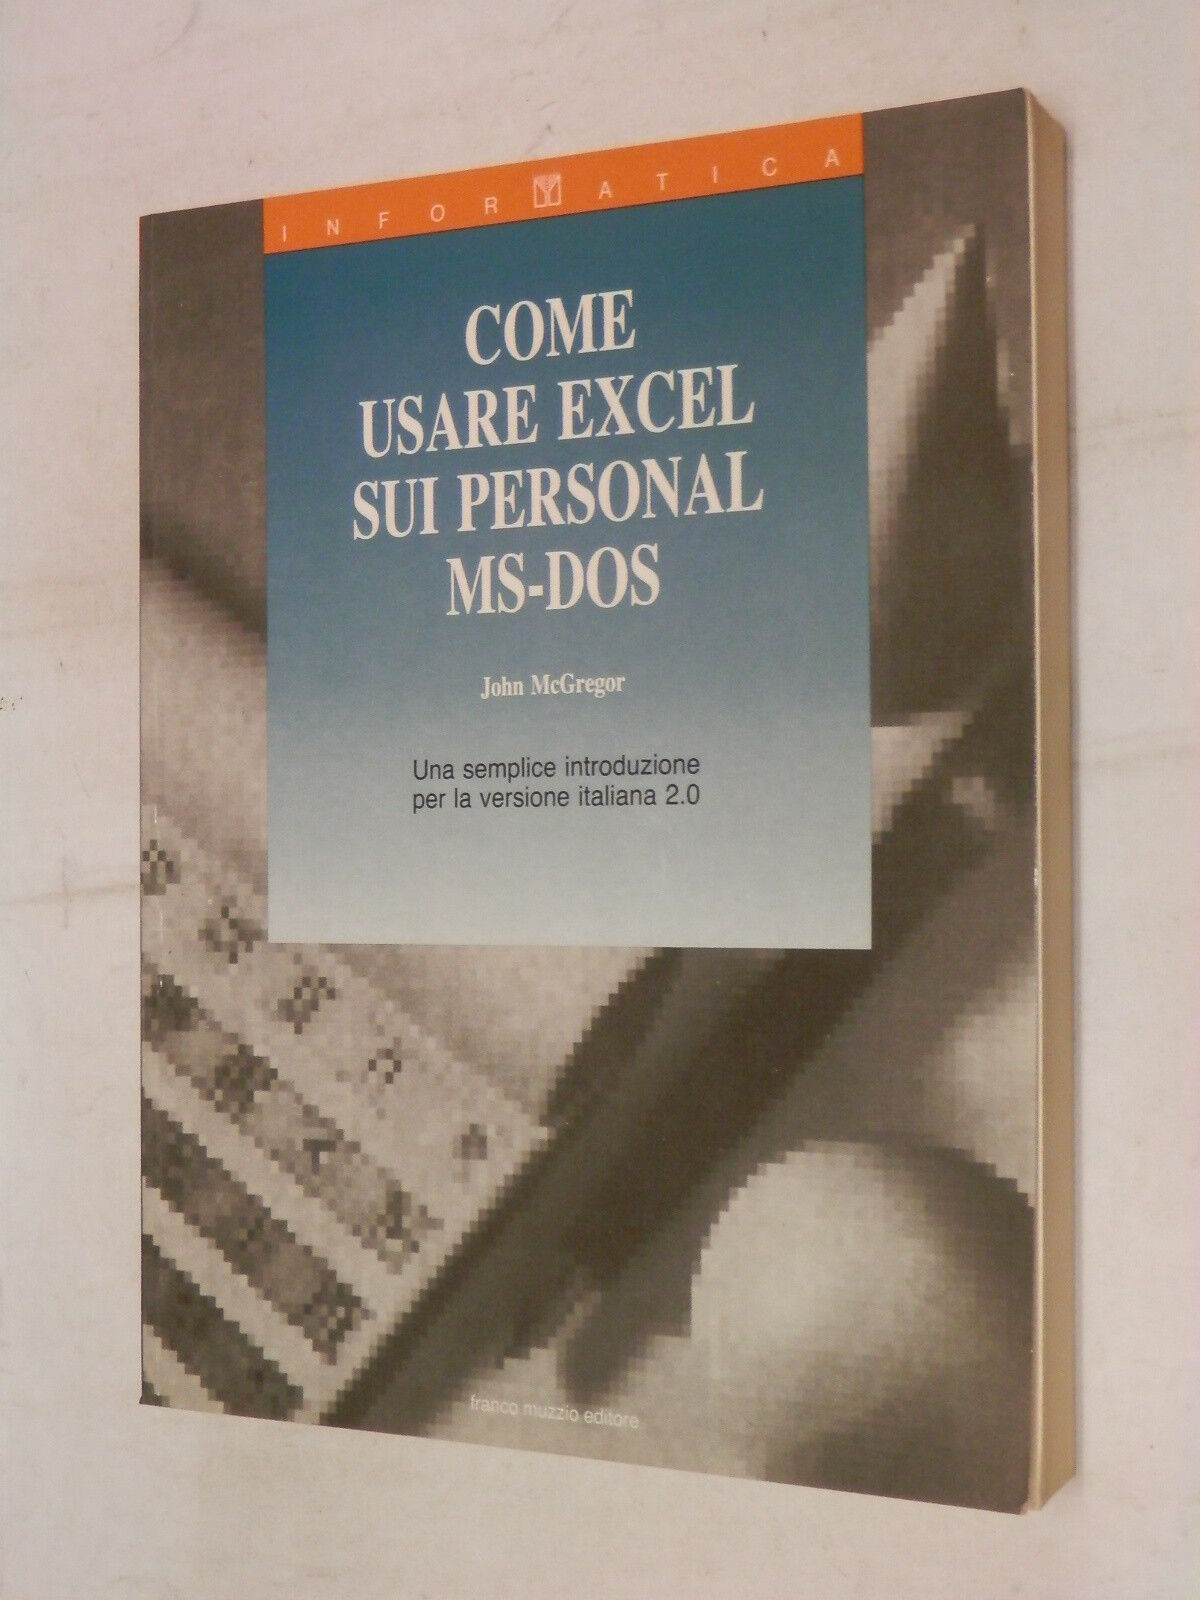 INFORMATICA
COME
USARE EXCEL
SUI PERSONAL
MS-DOS
John McGregor
Una semplice introduzione
per la versione italiana 2.0
franco muzzio editore